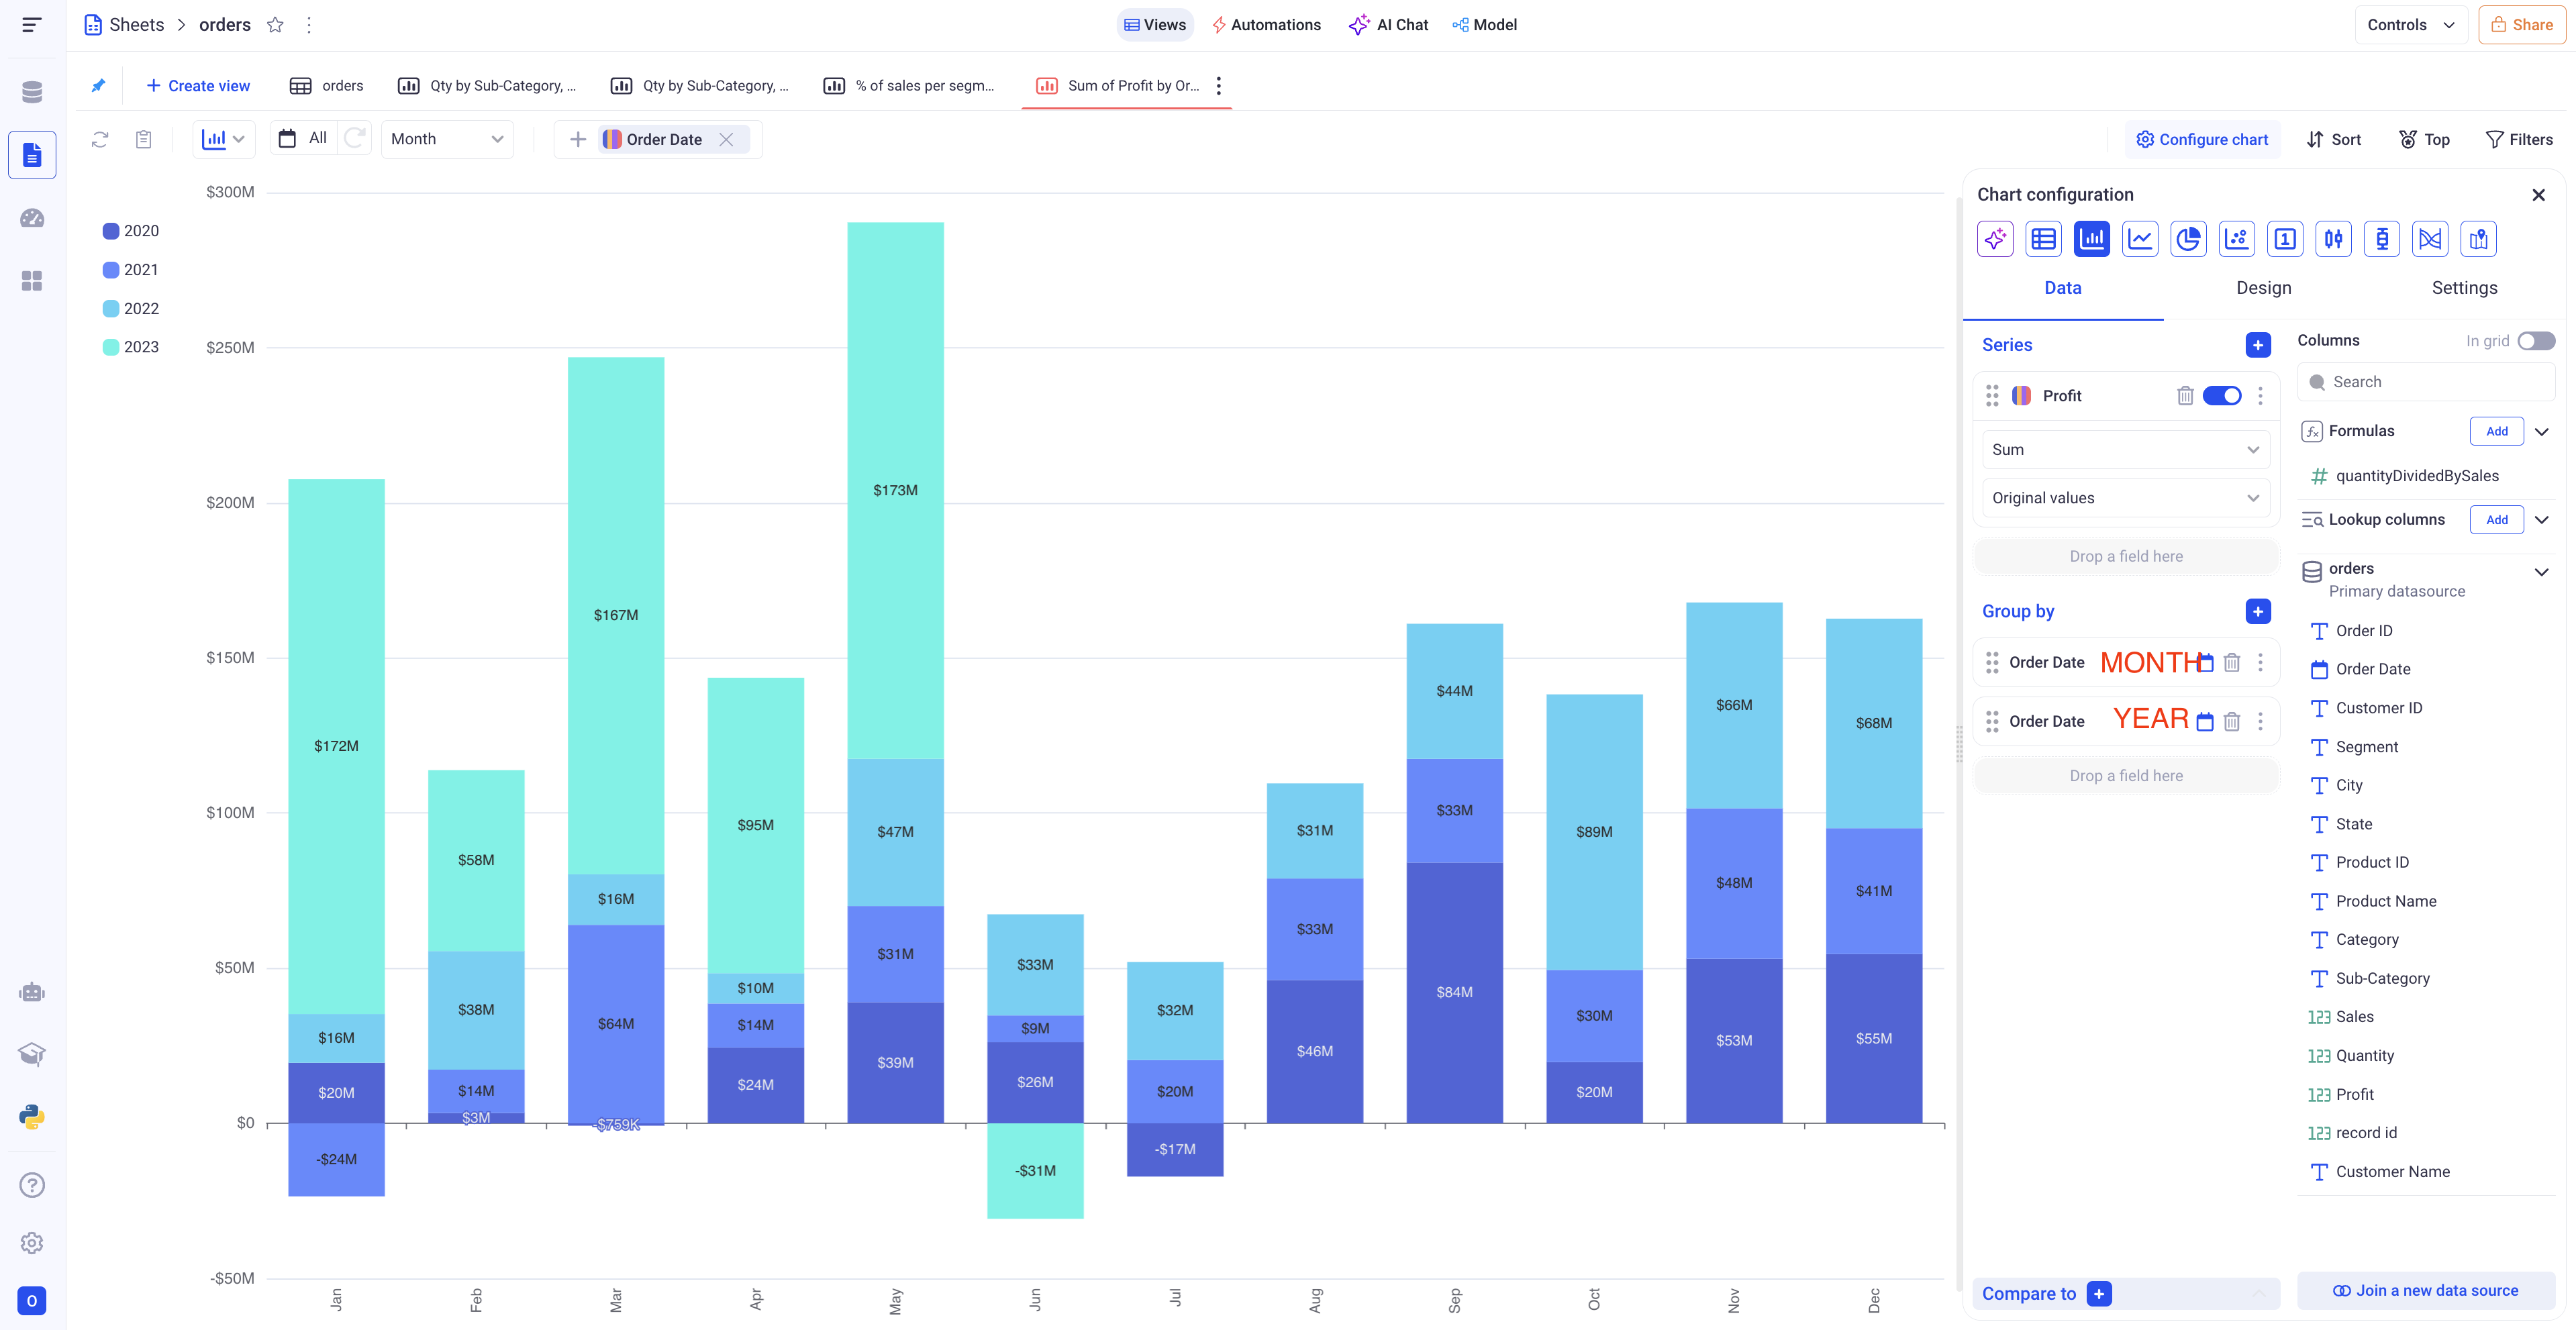 Sheets > orders
Views
Automations
AI Chat
Model
Controls
Share
+ Create view
orders
Qty by Sub-Category, ...
Qty by Sub-Category, ...
% of sales per segm...
Sum of Profit by Or...
All
Month
Order Date
Configure chart
Sort
Top
Filters
2020
2021
2022
2023
$300M
$250M
$200M
$150M
$100M
$50M
$0
-$50M
$172M
$16M
$20M
-$24M
$58M
$38M
$14M
$3M
$167M
$16M
$64M
-$759K
$95M
$10M
$14M
$24M
$173M
$47M
$31M
$39M
$33M
$9M
$26M
-$31M
$32M
$20M
-$17M
$31M
$33M
$46M
$44M
$33M
$84M
$89M
$30M
$20M
$66M
$48M
$53M
$68M
$41M
$55M
Jan
Feb
Mar
Apr
May
Jun
Jul
Aug
Sep
Oct
Nov
Dec
Chart configuration
1
Data
Design
Settings
Series
Profit
Sum
Original values
Drop a field here
Group by
Order Date MONTH
Order Date YEAR
Drop a field here
Compare to
Columns
In grid
Search
fx Formulas
Add
# quantityDividedBySales
Lookup columns
Add
orders
Primary datasource
T Order ID
Order Date
T Customer ID
T Segment
T City
T State
T Product ID
T Product Name
T Category
T Sub-Category
123 Sales
123 Quantity
123 Profit
123 record id
T Customer Name
Join a new data source
?
O